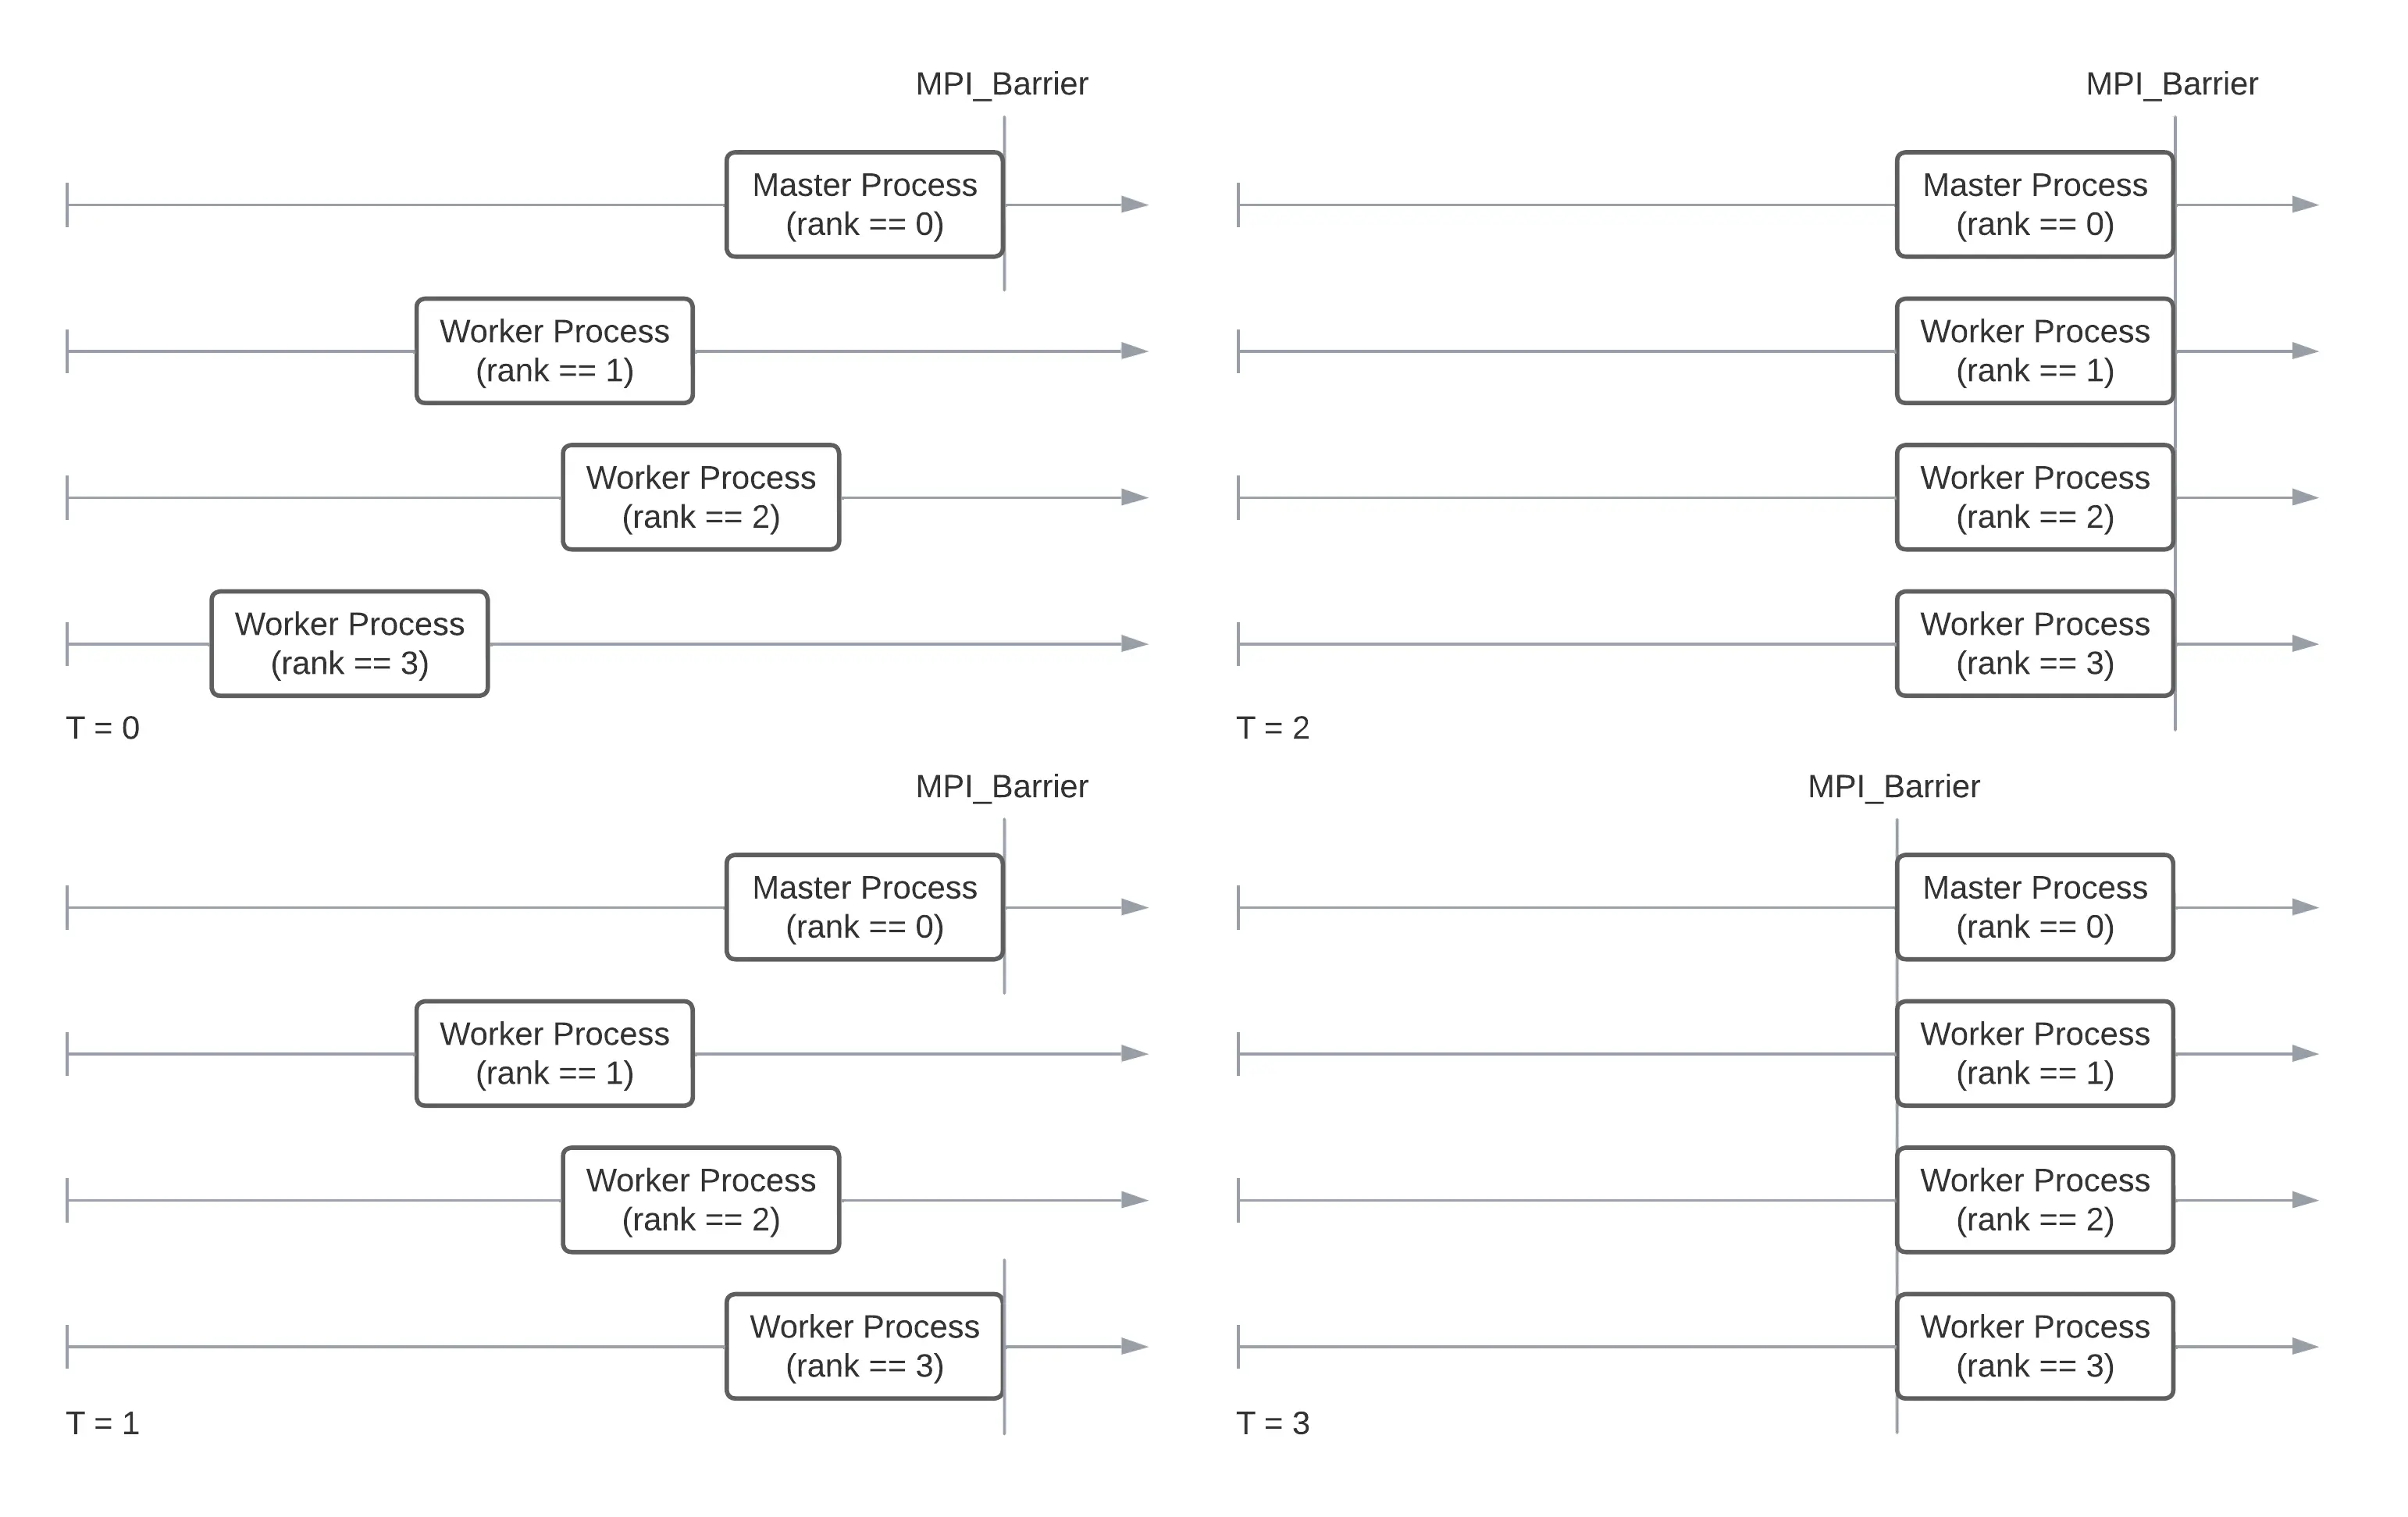 MPI_Barrier
Master Process
(rank == 0)
Worker Process
(rank == 1)
Worker Process
(rank == 2)
Worker Process
(rank == 3)
T = 0
MPI_Barrier
Master Process
(rank == 0)
Worker Process
(rank == 1)
Worker Process
(rank == 2)
Worker Process
(rank == 3)
T = 2
MPI_Barrier
Master Process
(rank == 0)
Worker Process
(rank == 1)
Worker Process
(rank == 2)
Worker Process
(rank == 3)
T = 1
MPI_Barrier
Master Process
(rank == 0)
Worker Process
(rank == 1)
Worker Process
(rank == 2)
Worker Process
(rank == 3)
T = 3